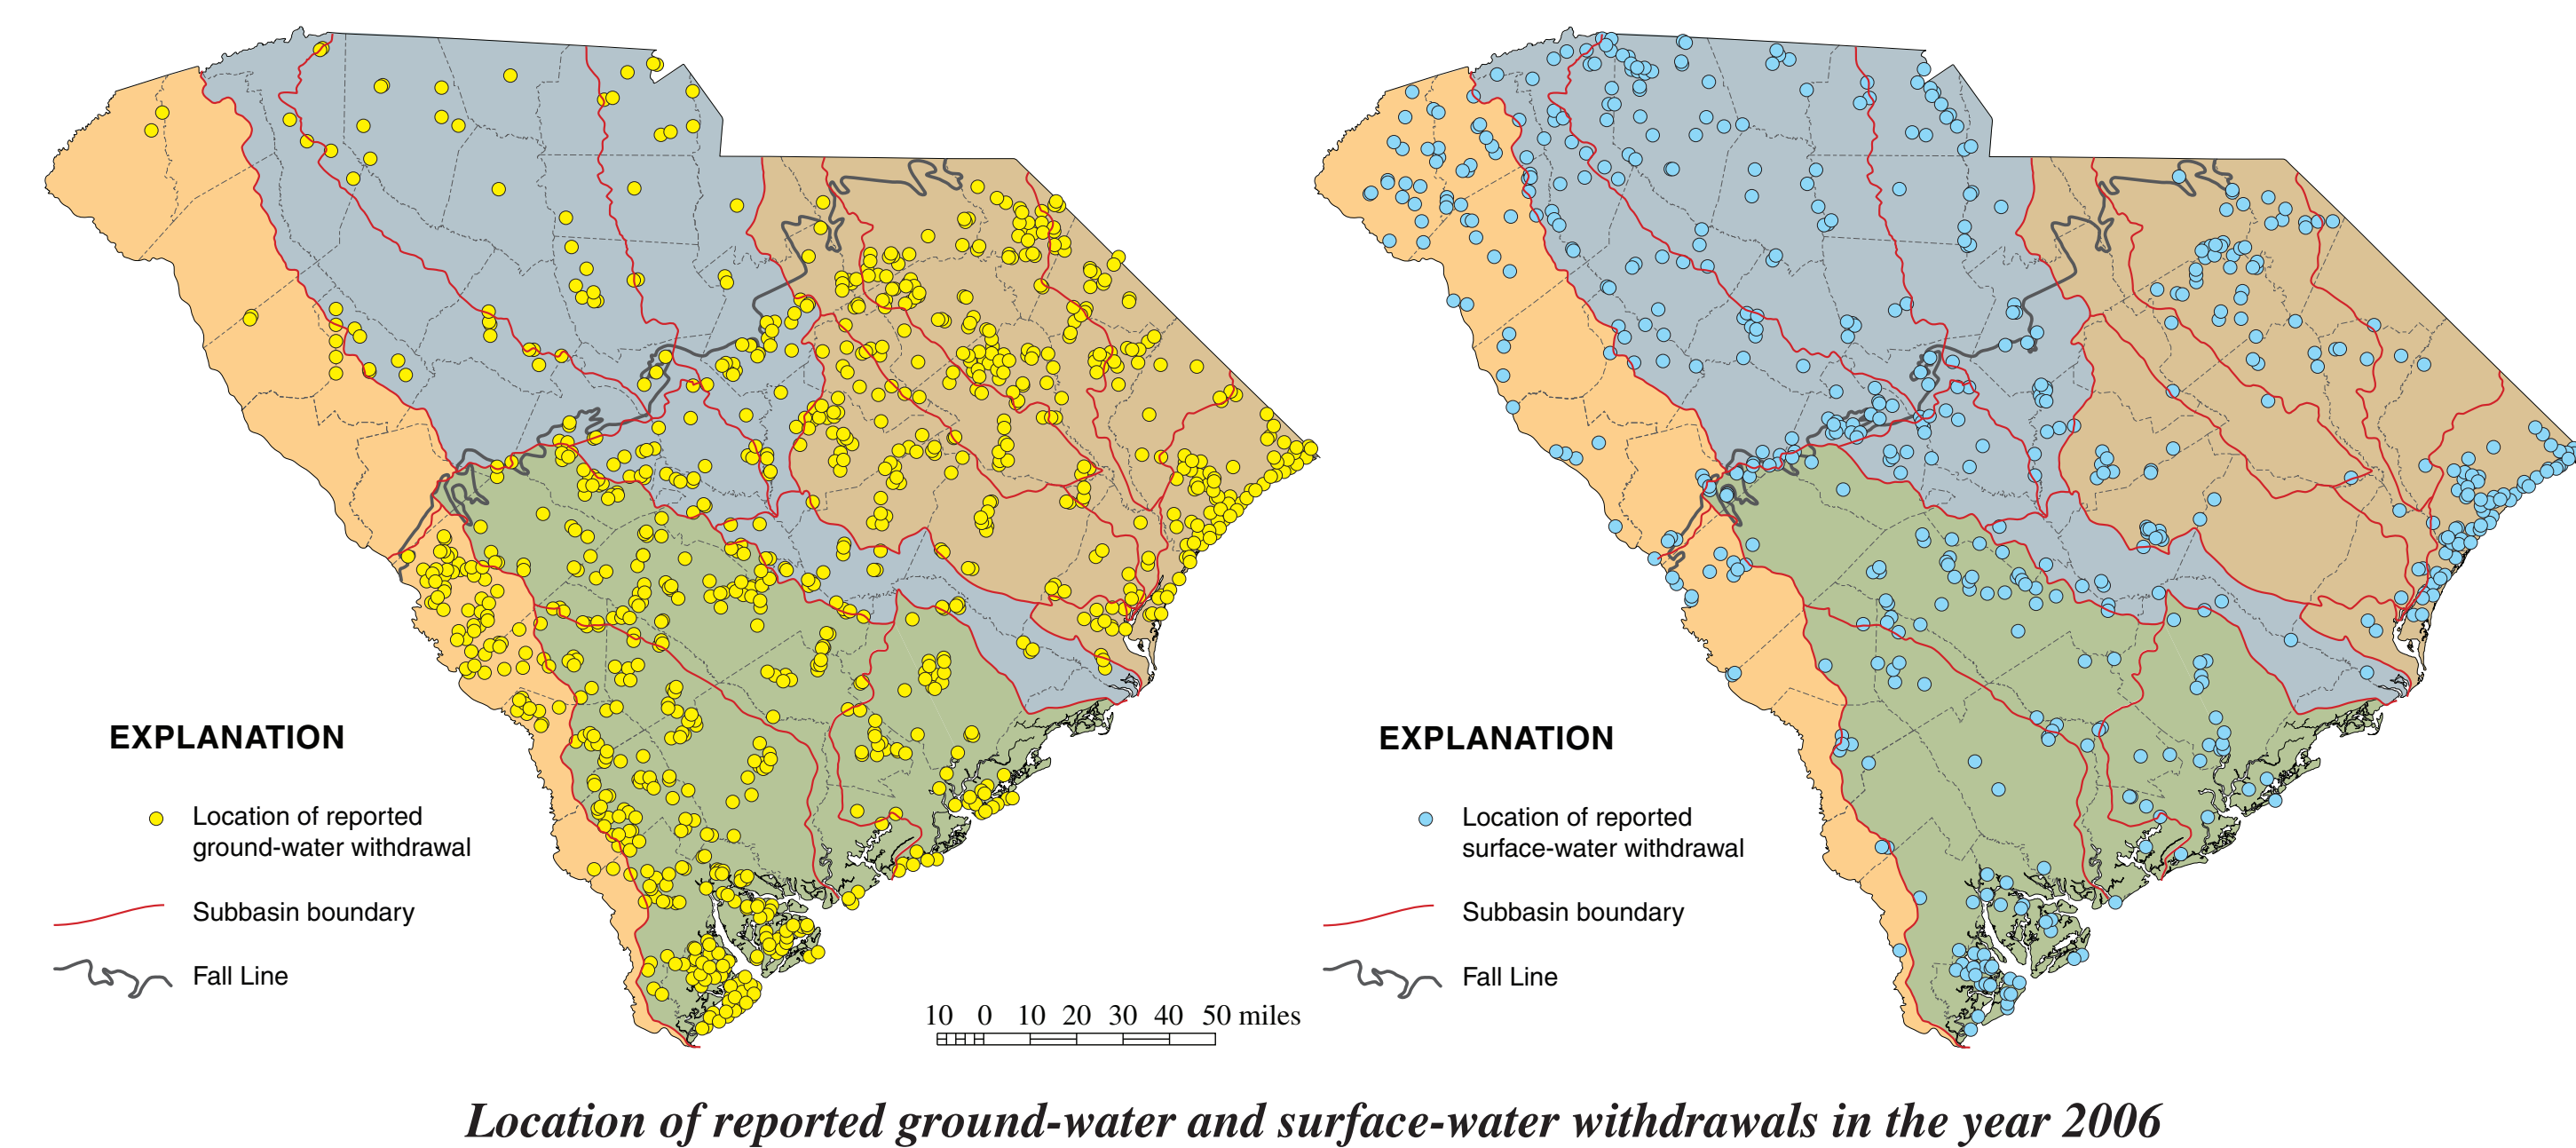 EXPLANATION
Location of reported
ground-water withdrawal
Subbasin boundary
Fall Line
10 0 10 20 30 40 50 miles
EXPLANATION
Location of reported
surface-water withdrawal
Subbasin boundary
Fall Line
Location of reported ground-water and surface-water withdrawals in the year 2006